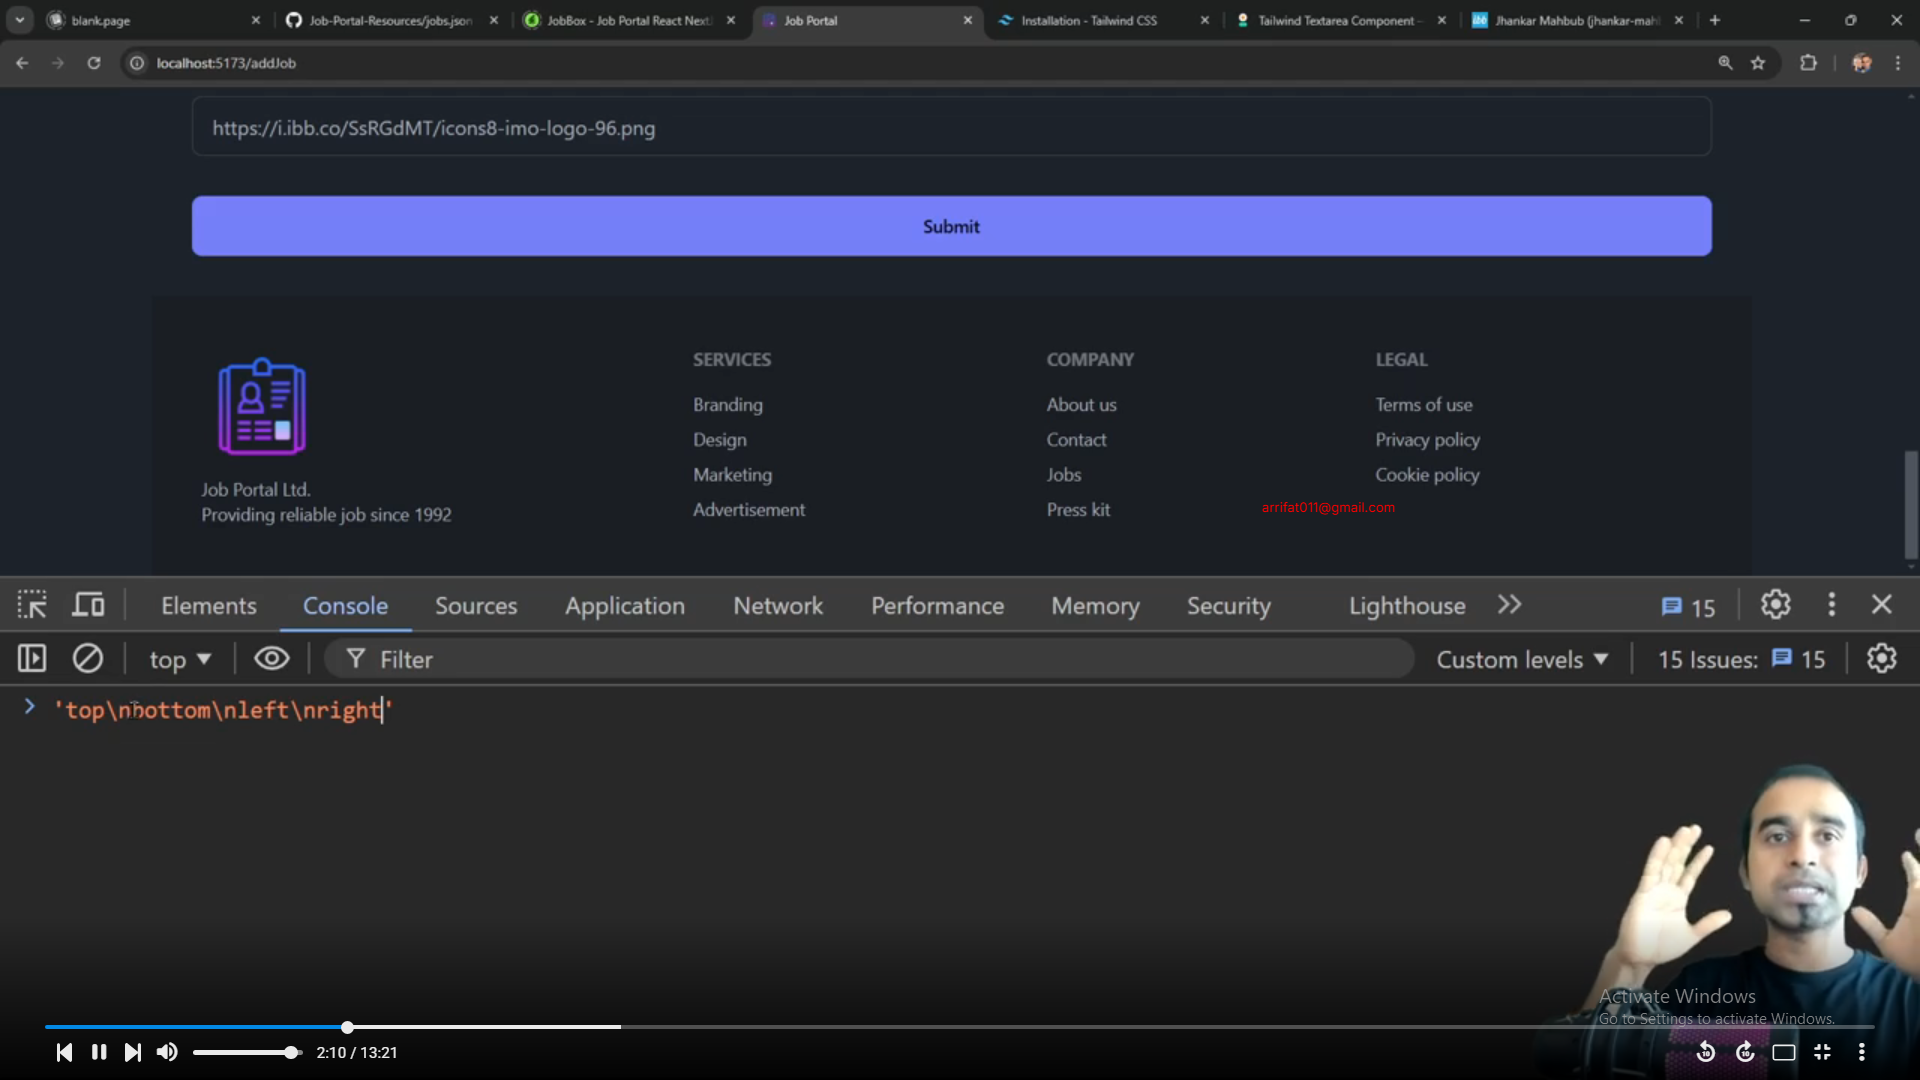 blank.page
Job-Portal-Resources/jobs.json
JobBox - Job Portal React Next
Job Portal
Installation - Tailwind CSS
Tailwind Textarea Component -
Jhankar Mahbub (jhankar-mah
localhost:5173/addJob
https://i.ibb.co/SsRGdMT/icons8-imo-logo-96.png
Submit
SERVICES
Branding
Design
Marketing
Advertisement
COMPANY
About us
Contact
Jobs
Press kit
LEGAL
Terms of use
Privacy policy
Cookie policy
Job Portal Ltd.
Providing reliable job since 1992
arrifat011@gmail.com
Elements Console Sources Application Network Performance Memory Security Lighthouse 15
top Filter Custom levels 15 Issues: 15
'top\nbottom\nleft\nright'
Activate Windows
Go to Settings to activate Windows.
2:10 / 13:21
10
10